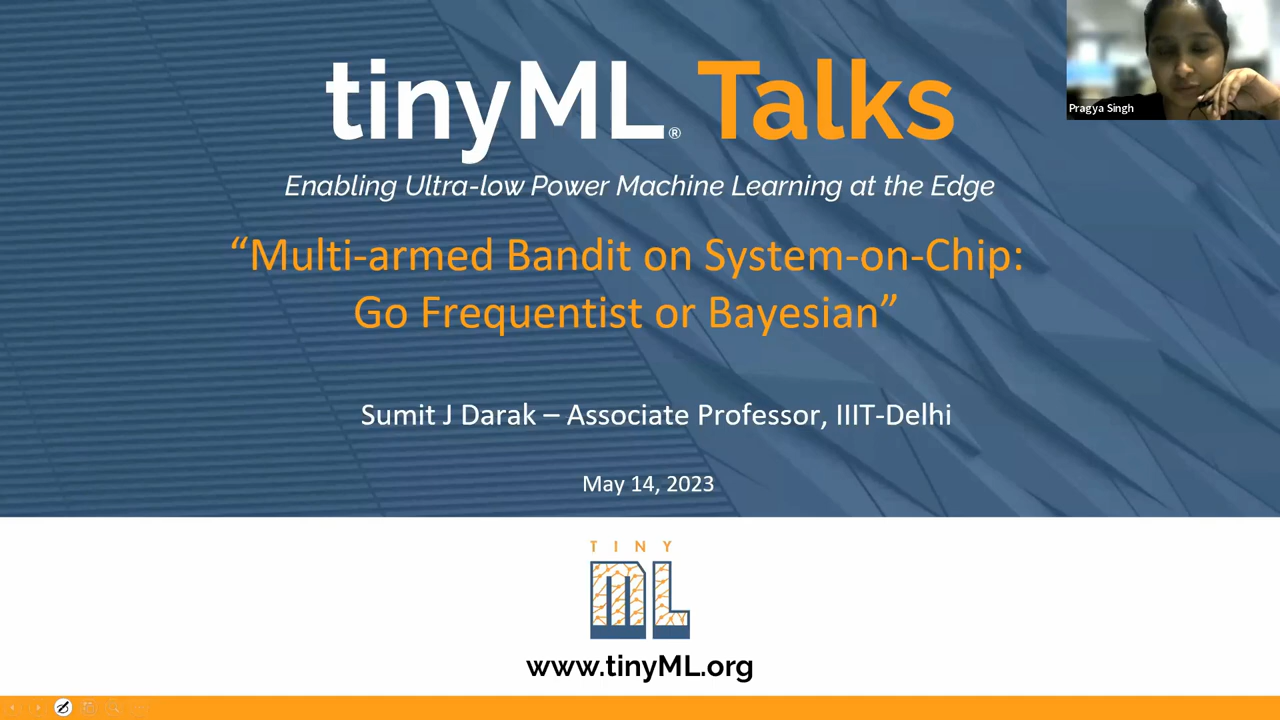 tinyML® Talks
Pragya Singh
Enabling Ultra-low Power Machine Learning at the Edge
“Multi-armed Bandit on System-on-Chip:
Go Frequentist or Bayesian”
Sumit J Darak – Associate Professor, IIIT-Delhi
May 14, 2023
TINY
ML
www.tinyML.org